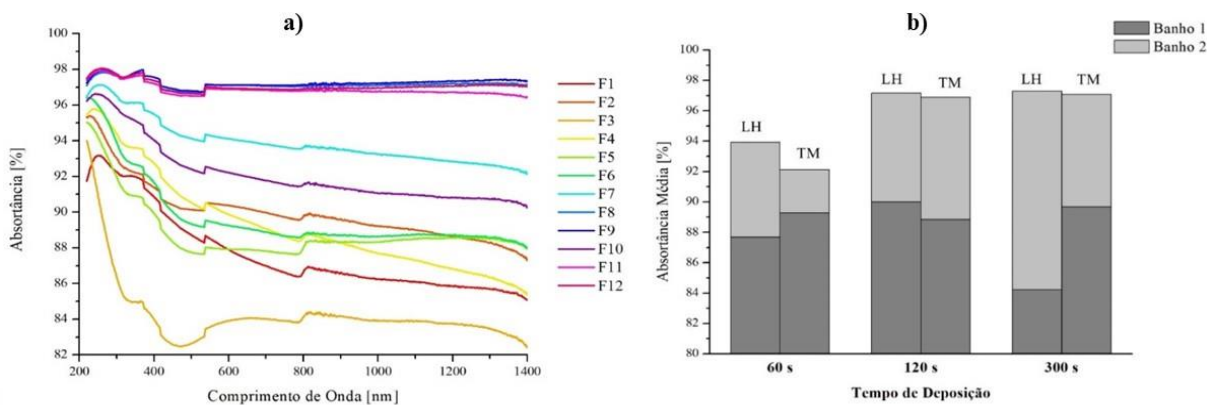 a)
100
98
96
94
92
90
88
86
84
82
Absortância [%]
200
400
600
800
1000
1200
1400
Comprimento de Onda [nm]
F1
F2
F3
F4
F5
F6
F7
F8
F9
F10
F11
F12
b)
Banho 1
Banho 2
100
98
96
94
92
90
88
86
84
82
80
Absortância Média [%]
LH
TM
LH
TM
LH
TM
60 s
120 s
300 s
Tempo de Deposição